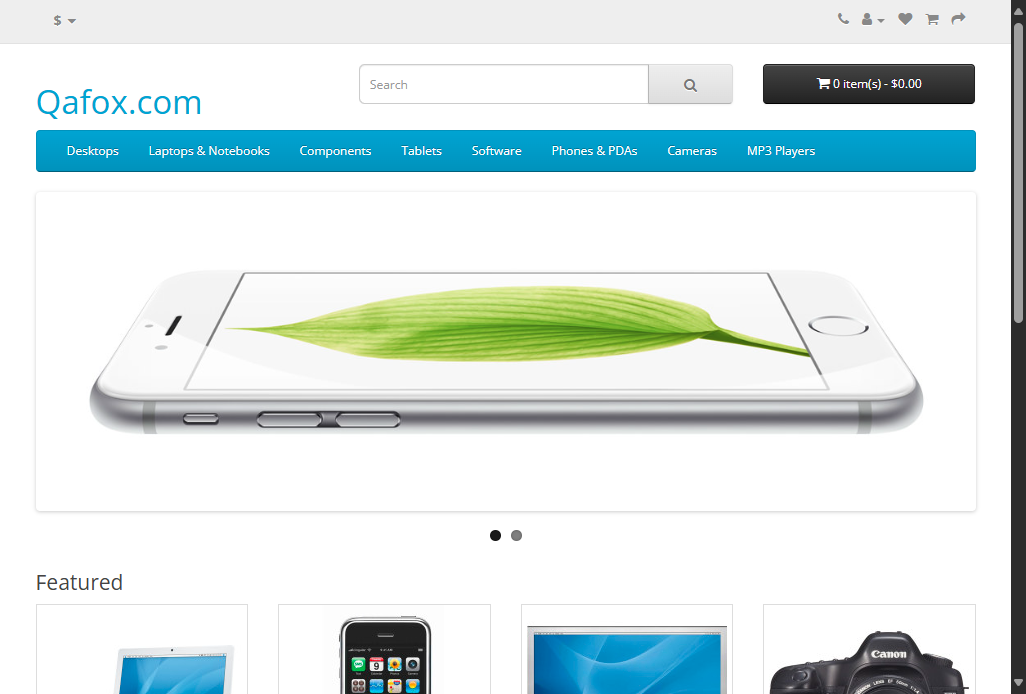 $
Search
0 item(s) - $0.00
Qafox.com
Desktops
Laptops & Notebooks
Components
Tablets
Software
Phones & PDAs
Cameras
MP3 Players
Featured
Canon